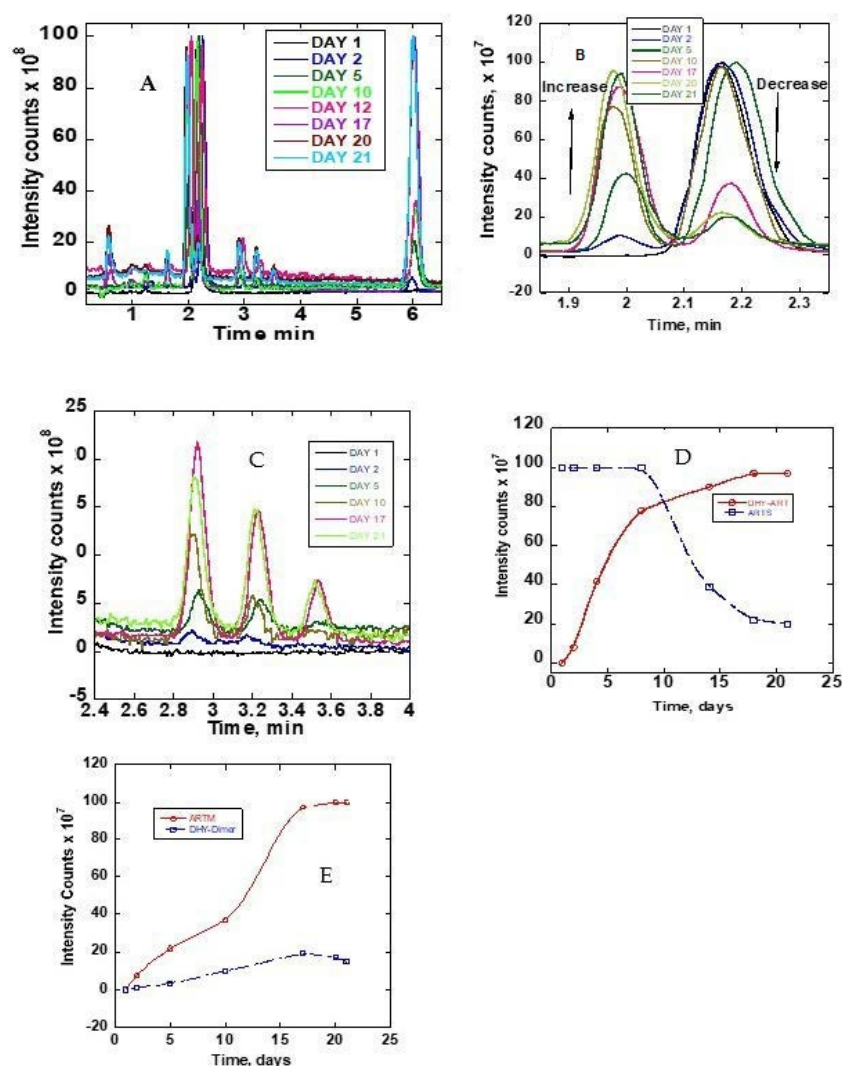 A
Intensity counts x 10⁸
100
80
60
40
20
0
DAY 1
DAY 2
DAY 5
DAY 10
DAY 12
DAY 17
DAY 20
DAY 21
1 2 3 4 5 6
Time min
B
Intensity counts, x 10⁷
120
100
80
60
40
20
0
-20
DAY 1
DAY 2
DAY 5
DAY 10
DAY 17
DAY 20
DAY 21
Increase
Decrease
1.9 2 2.1 2.2 2.3
Time, min
C
Intensity counts x 10⁸
25
0
5
0
5
0
-5
DAY 1
DAY 2
DAY 5
DAY 10
DAY 17
DAY 21
2.4 2.6 2.8 3 3.2 3.4 3.6 3.8 4
Time, min
D
Intensity counts x 10⁷
120
100
80
60
40
20
0
DHY-ART
ARTS
0 5 10 15 20 25
Time, days
E
Intensity Counts x 10⁷
120
100
80
60
40
20
0
-20
ARTM
DHY-Dimer
0 5 10 15 20 25
Time, days